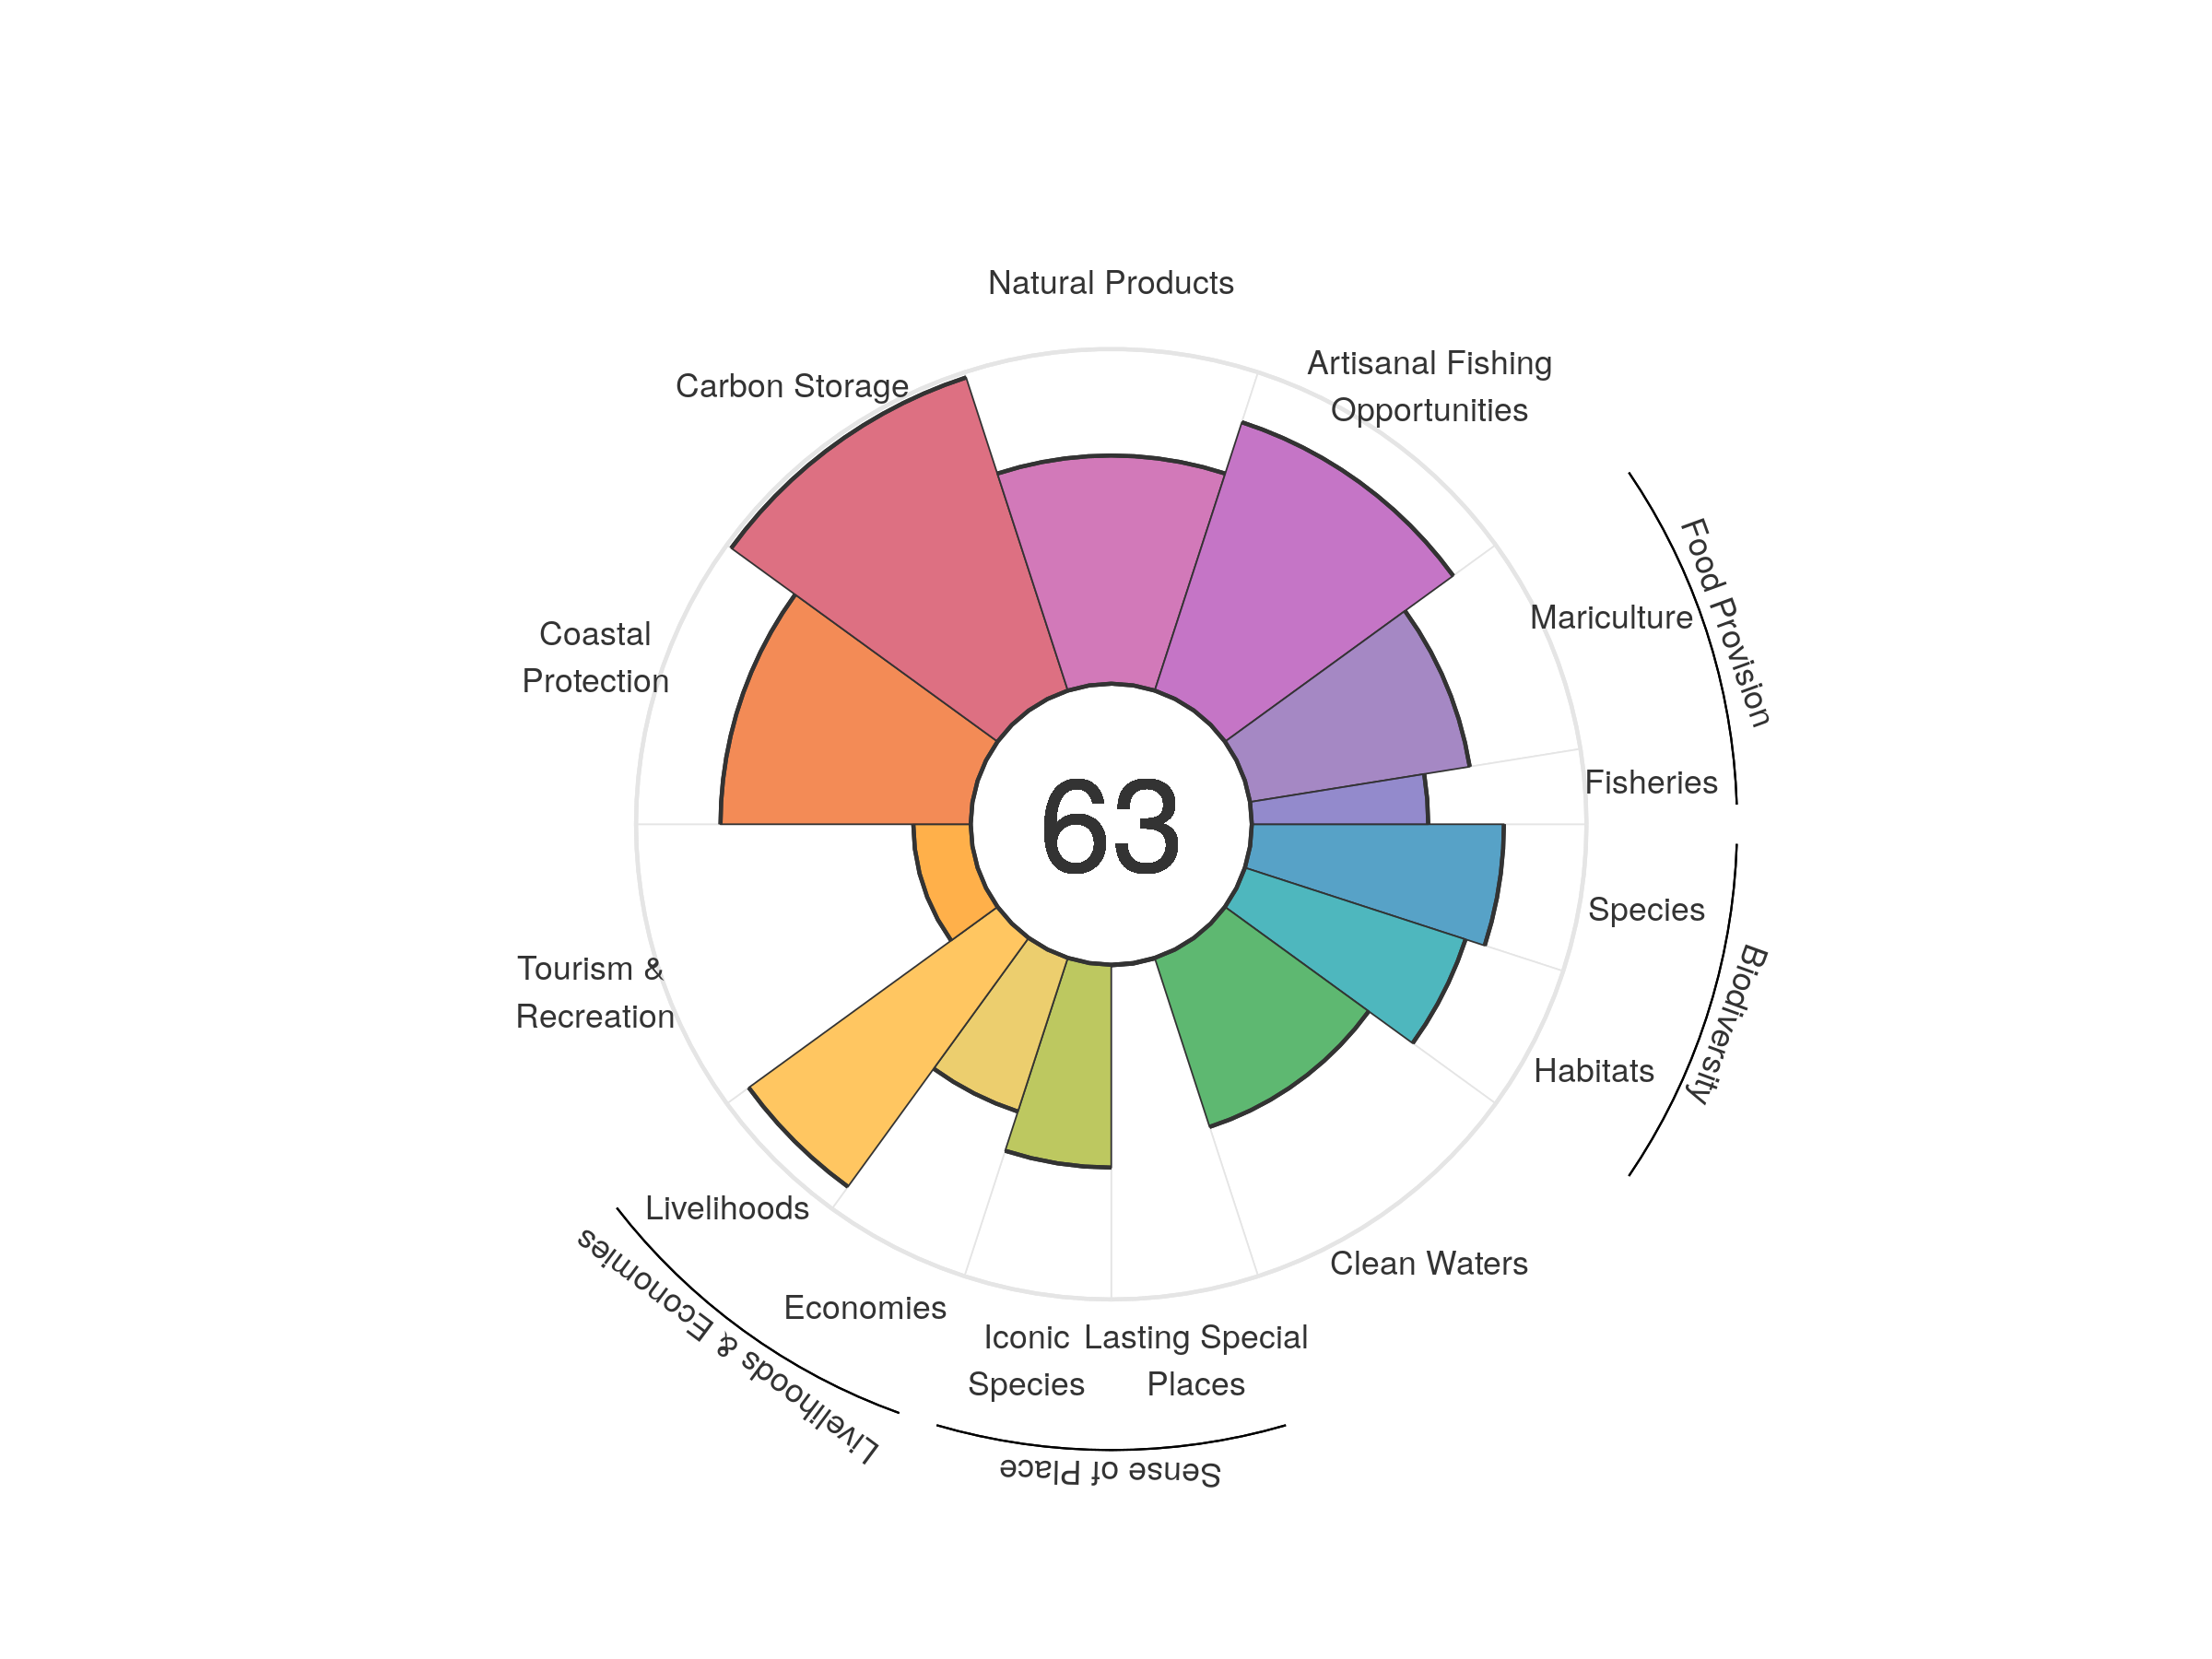 Natural Products
Artisanal Fishing
Opportunities
Carbon Storage
Food Provision
Mariculture
Coastal
Protection
Fisheries
63
Species
Biodiversity
Tourism &
Recreation
Habitats
Livelihoods
Clean Waters
Livelihoods & Economies
Economies
Iconic
Species
Lasting Special
Places
Sense of Place